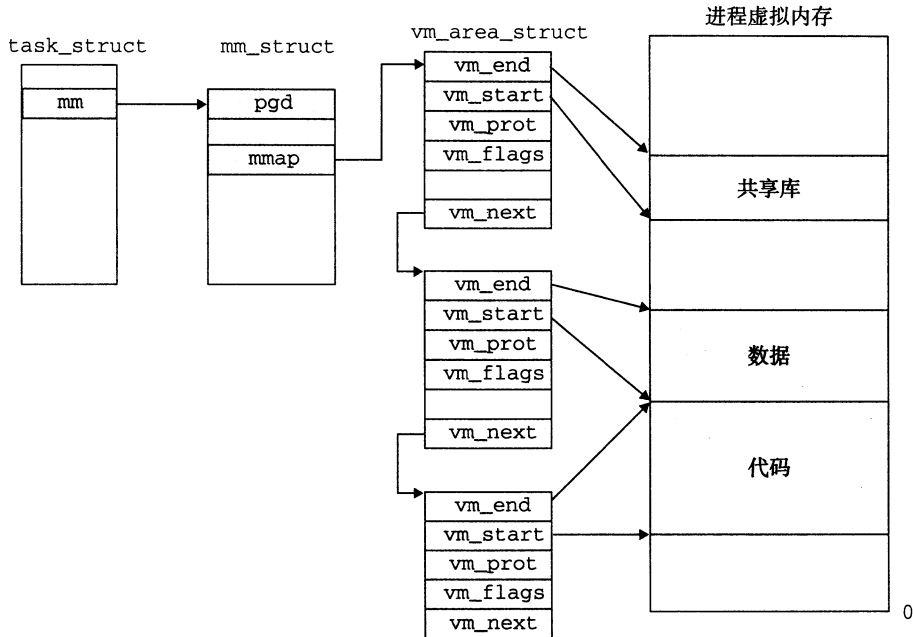 进程虚拟内存
task_struct
mm_struct
vm_area_struct
mm
pgd
mmap
vm_end
vm_start
vm_prot
vm_flags
vm_next
共享库
vm_end
vm_start
vm_prot
vm_flags
vm_next
数据
代码
vm_end
vm_start
vm_prot
vm_flags
vm_next
0